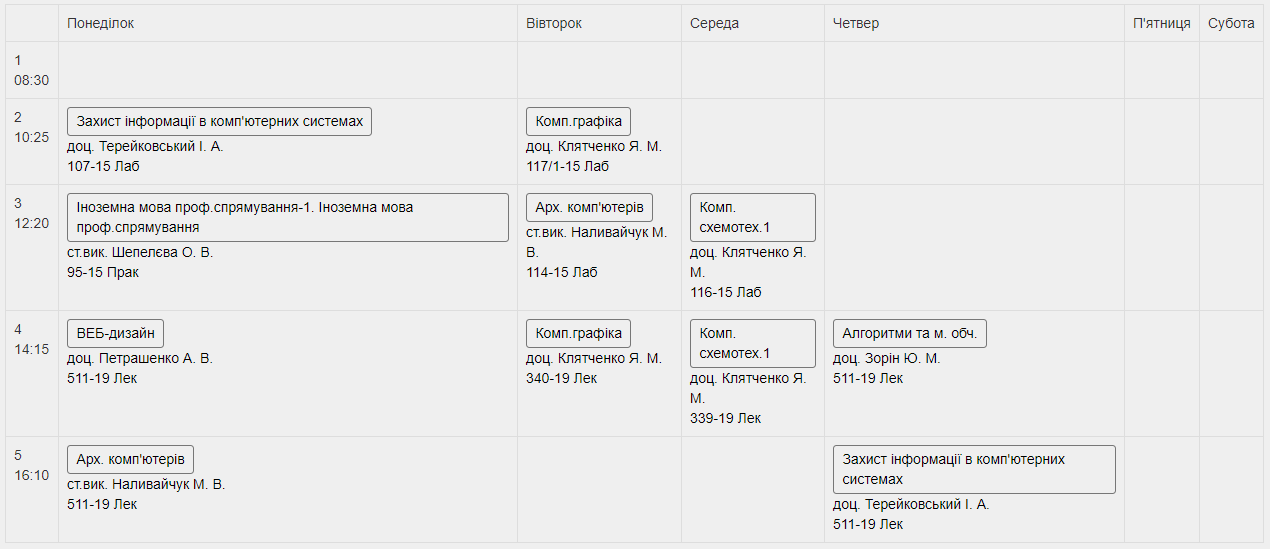 Понеділок
Вівторок
Середа
Четвер
П'ятниця
Субота
1
08:30
2
10:25
Захист інформації в комп'ютерних системах
доц. Терейковський І. А.
107-15 Лаб
Комп.графіка
доц. Клятченко Я. М.
117/1-15 Лаб
3
12:20
Іноземна мова проф.спрямування-1. Іноземна мова
проф.спрямування
ст.вик. Шепелєва О. В.
95-15 Прак
Арх. комп'ютерів
ст.вик. Наливайчук М.
В.
114-15 Лаб
Комп.
схемотех.1
доц. Клятченко Я.
М.
116-15 Лаб
4
14:15
ВЕБ-дизайн
доц. Петрашенко А. В.
511-19 Лек
Комп.графіка
доц. Клятченко Я. М.
340-19 Лек
Комп.
схемотех.1
доц. Клятченко Я.
М.
339-19 Лек
Алгоритми та м. обч.
доц. Зорін Ю. М.
511-19 Лек
5
16:10
Арх. комп'ютерів
ст.вик. Наливайчук М. В.
511-19 Лек
Захист інформації в комп'ютерних
системах
доц. Терейковський І. А.
511-19 Лек